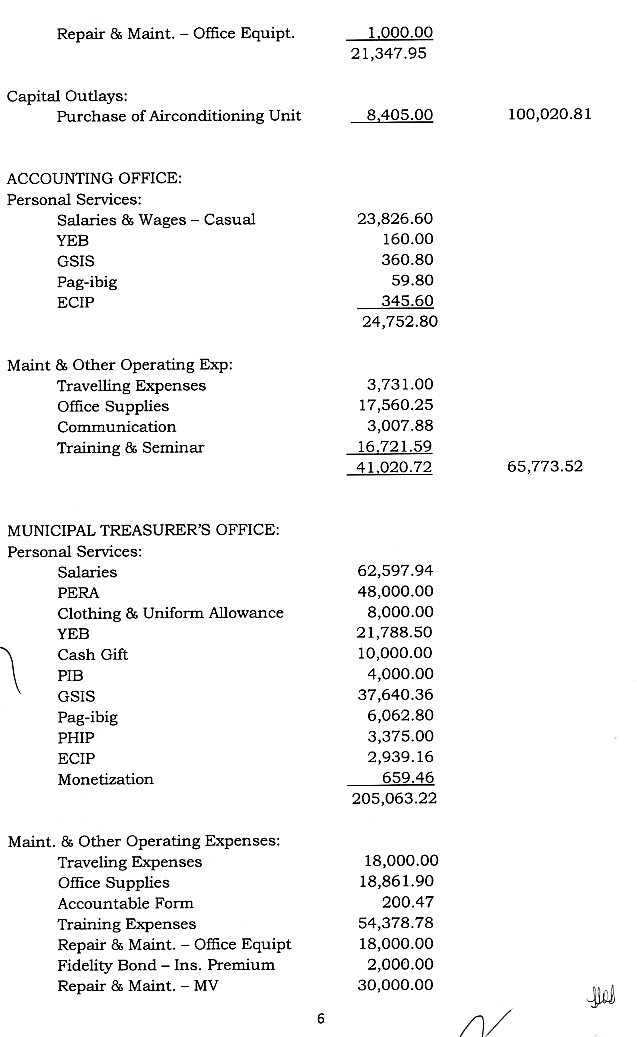 Repair & Maint. – Office Equipt. 1,000.00
21,347.95
Capital Outlays:
Purchase of Airconditioning Unit 8,405.00 100,020.81
ACCOUNTING OFFICE:
Personal Services:
Salaries & Wages – Casual 23,826.60
YEB 160.00
GSIS 360.80
Pag-ibig 59.80
ECIP 345.60
24,752.80
Maint & Other Operating Exp:
Travelling Expenses 3,731.00
Office Supplies 17,560.25
Communication 3,007.88
Training & Seminar 16,721.59
41,020.72 65,773.52
MUNICIPAL TREASURER'S OFFICE:
Personal Services:
Salaries 62,597.94
PERA 48,000.00
Clothing & Uniform Allowance 8,000.00
YEB 21,788.50
Cash Gift 10,000.00
PIB 4,000.00
GSIS 37,640.36
Pag-ibig 6,062.80
PHIP 3,375.00
ECIP 2,939.16
Monetization 659.46
205,063.22
Maint. & Other Operating Expenses:
Traveling Expenses 18,000.00
Office Supplies 18,861.90
Accountable Form 200.47
Training Expenses 54,378.78
Repair & Maint. – Office Equipt 18,000.00
Fidelity Bond – Ins. Premium 2,000.00
Repair & Maint. – MV 30,000.00
6